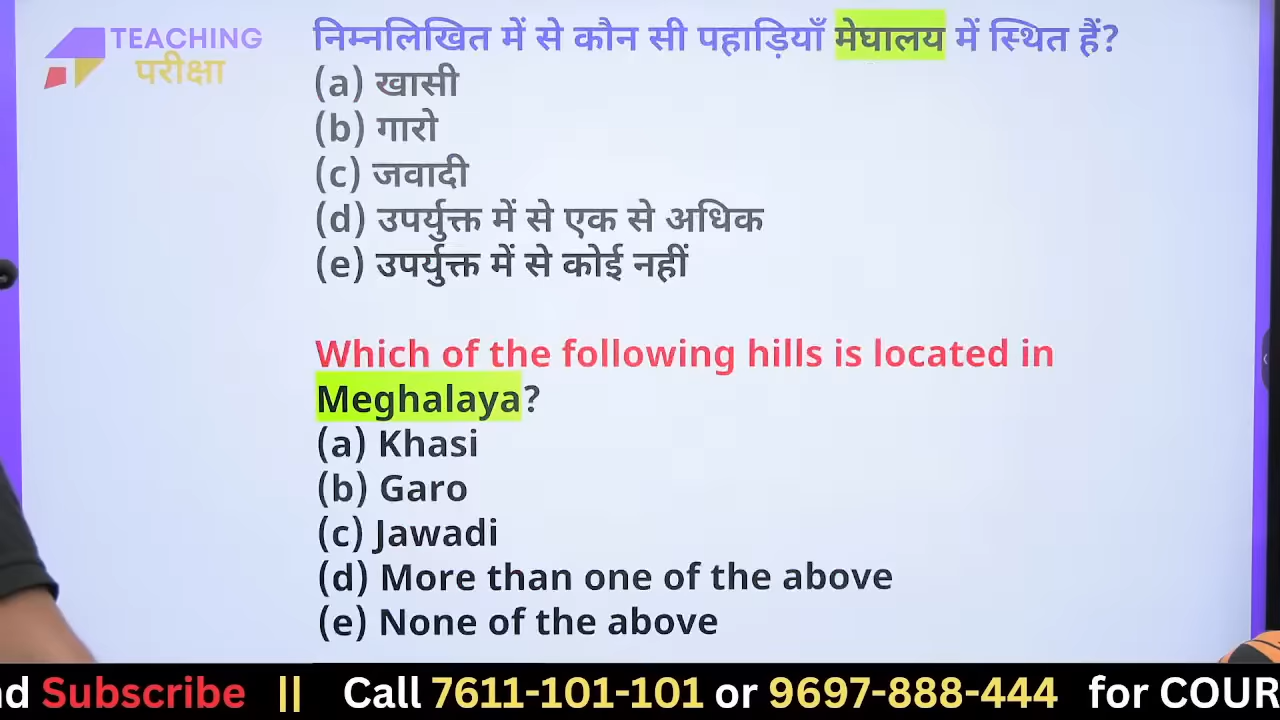 TEACHING
परीक्षा
निम्नलिखित में से कौन सी पहाड़ियाँ मेघालय में स्थित हैं?
(a) खासी
(b) गारो
(c) जवादी
(d) उपर्युक्त में से एक से अधिक
(e) उपर्युक्त में से कोई नहीं
Which of the following hills is located in
Meghalaya?
(a) Khasi
(b) Garo
(c) Jawadi
(d) More than one of the above
(e) None of the above
Subscribe || Call 7611-101-101 or 9697-888-444 for